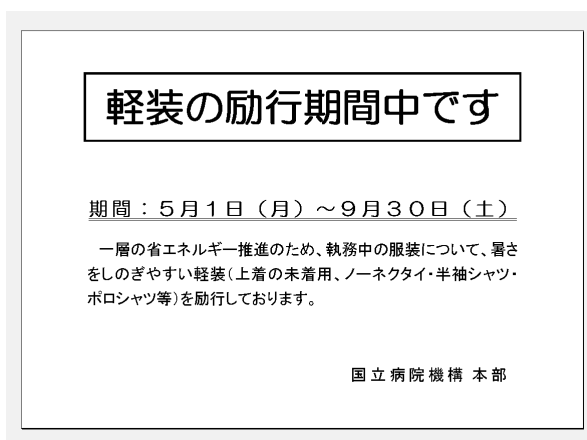 軽装の励行期間中です
期間：５月１日（月）～９月３０日（土）
一層の省エネルギー推進のため、執務中の服装について、暑さ
をしのぎやすい軽装（上着の未着用、ノーネクタイ・半袖シャツ・
ポロシャツ等）を励行しております。
国立病院機構 本部